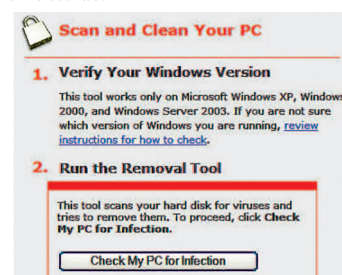 Scan and Clean Your PC
1. Verify Your Windows Version
This tool works only on Microsoft Windows XP, Windows
2000, and Windows Server 2003. If you are not sure
which version of Windows you are running, review
instructions for how to check.
2. Run the Removal Tool
This tool scans your hard disk for viruses and
tries to remove them. To proceed, click Check
My PC for Infection.
Check My PC for Infection